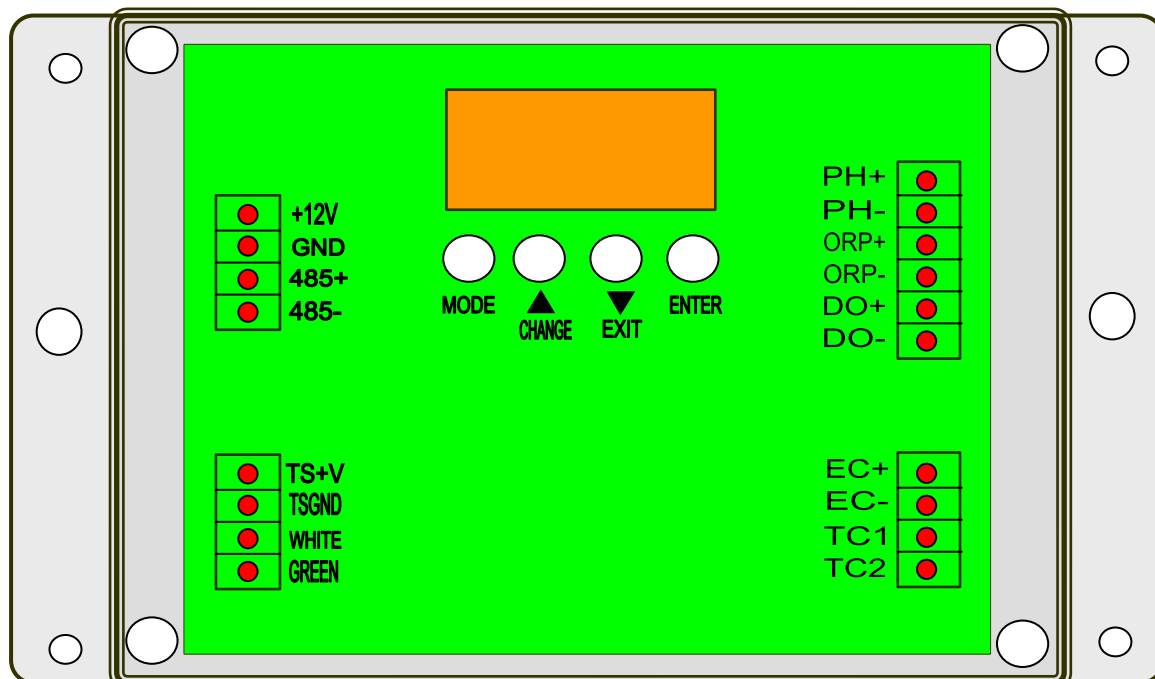 +12V
GND
485+
485-
MODE
CHANGE
EXIT
ENTER
PH+
PH-
ORP+
ORP-
DO+
DO-
TS+V
TSGND
WHITE
GREEN
EC+
EC-
TC1
TC2